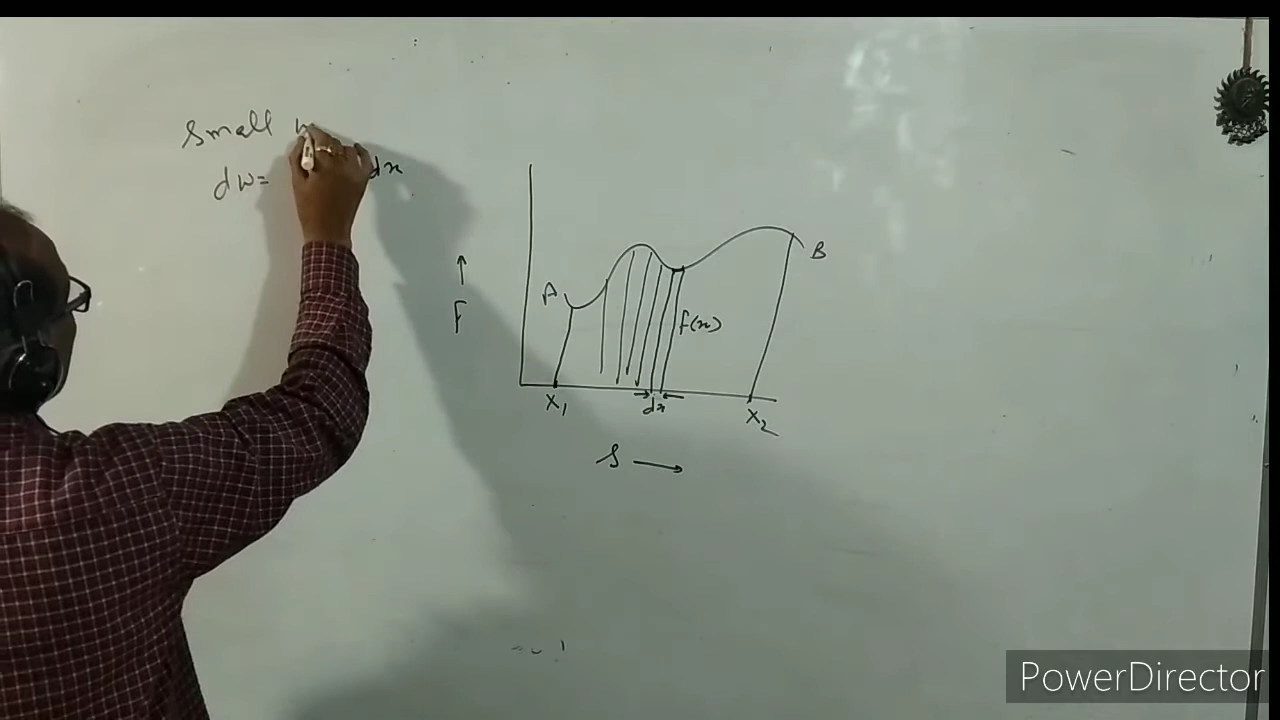 Small
dW= dx
A
B
↑
F
F(x)
X₁
dx
X₂
S →
PowerDirector